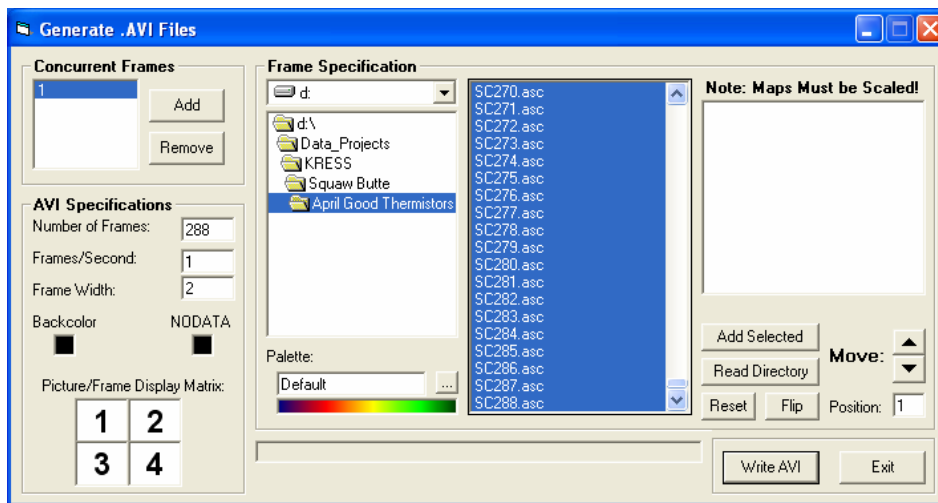 Generate .AVI Files
Concurrent Frames
1
Add
Remove
AVI Specifications
Number of Frames: 288
Frames/Second: 1
Frame Width: 2
Backcolor NODATA
Picture/Frame Display Matrix:
1 2
3 4
Frame Specification
d:
d:\
Data_Projects
KRESS
Squaw Butte
April Good Thermistors
Palette:
Default
...
SC270.asc
SC271.asc
SC272.asc
SC273.asc
SC274.asc
SC275.asc
SC276.asc
SC277.asc
SC278.asc
SC279.asc
SC280.asc
SC281.asc
SC282.asc
SC283.asc
SC284.asc
SC285.asc
SC286.asc
SC287.asc
SC288.asc
Note: Maps Must be Scaled!
Add Selected
Move:
Read Directory
Reset Flip Position: 1
Write AVI Exit